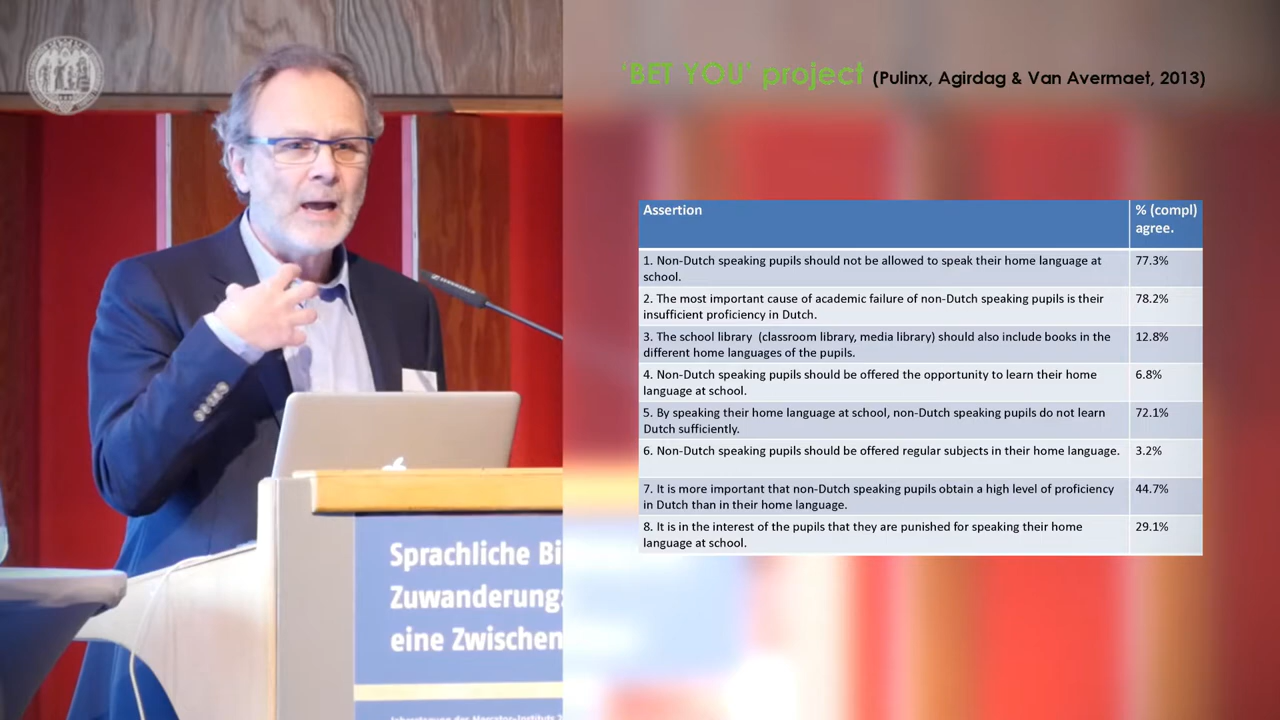 'BET YOU' project (Pulinx, Agirdag & Van Avermaet, 2013)
Assertion
% (compl)
agree.
1. Non-Dutch speaking pupils should not be allowed to speak their home language at
school.
77.3%
2. The most important cause of academic failure of non-Dutch speaking pupils is their
insufficient proficiency in Dutch.
78.2%
3. The school library (classroom library, media library) should also include books in the
different home languages of the pupils.
12.8%
4. Non-Dutch speaking pupils should be offered the opportunity to learn their home
language at school.
6.8%
5. By speaking their home language at school, non-Dutch speaking pupils do not learn
Dutch sufficiently.
72.1%
6. Non-Dutch speaking pupils should be offered regular subjects in their home language.
3.2%
7. It is more important that non-Dutch speaking pupils obtain a high level of proficiency
in Dutch than in their home language.
44.7%
8. It is in the interest of the pupils that they are punished for speaking their home
language at school.
29.1%
SENNHEISER
Sprachliche Bi
Zuwanderung:
eine Zwischen
Jahrestagung des Mercator-Instituts 2